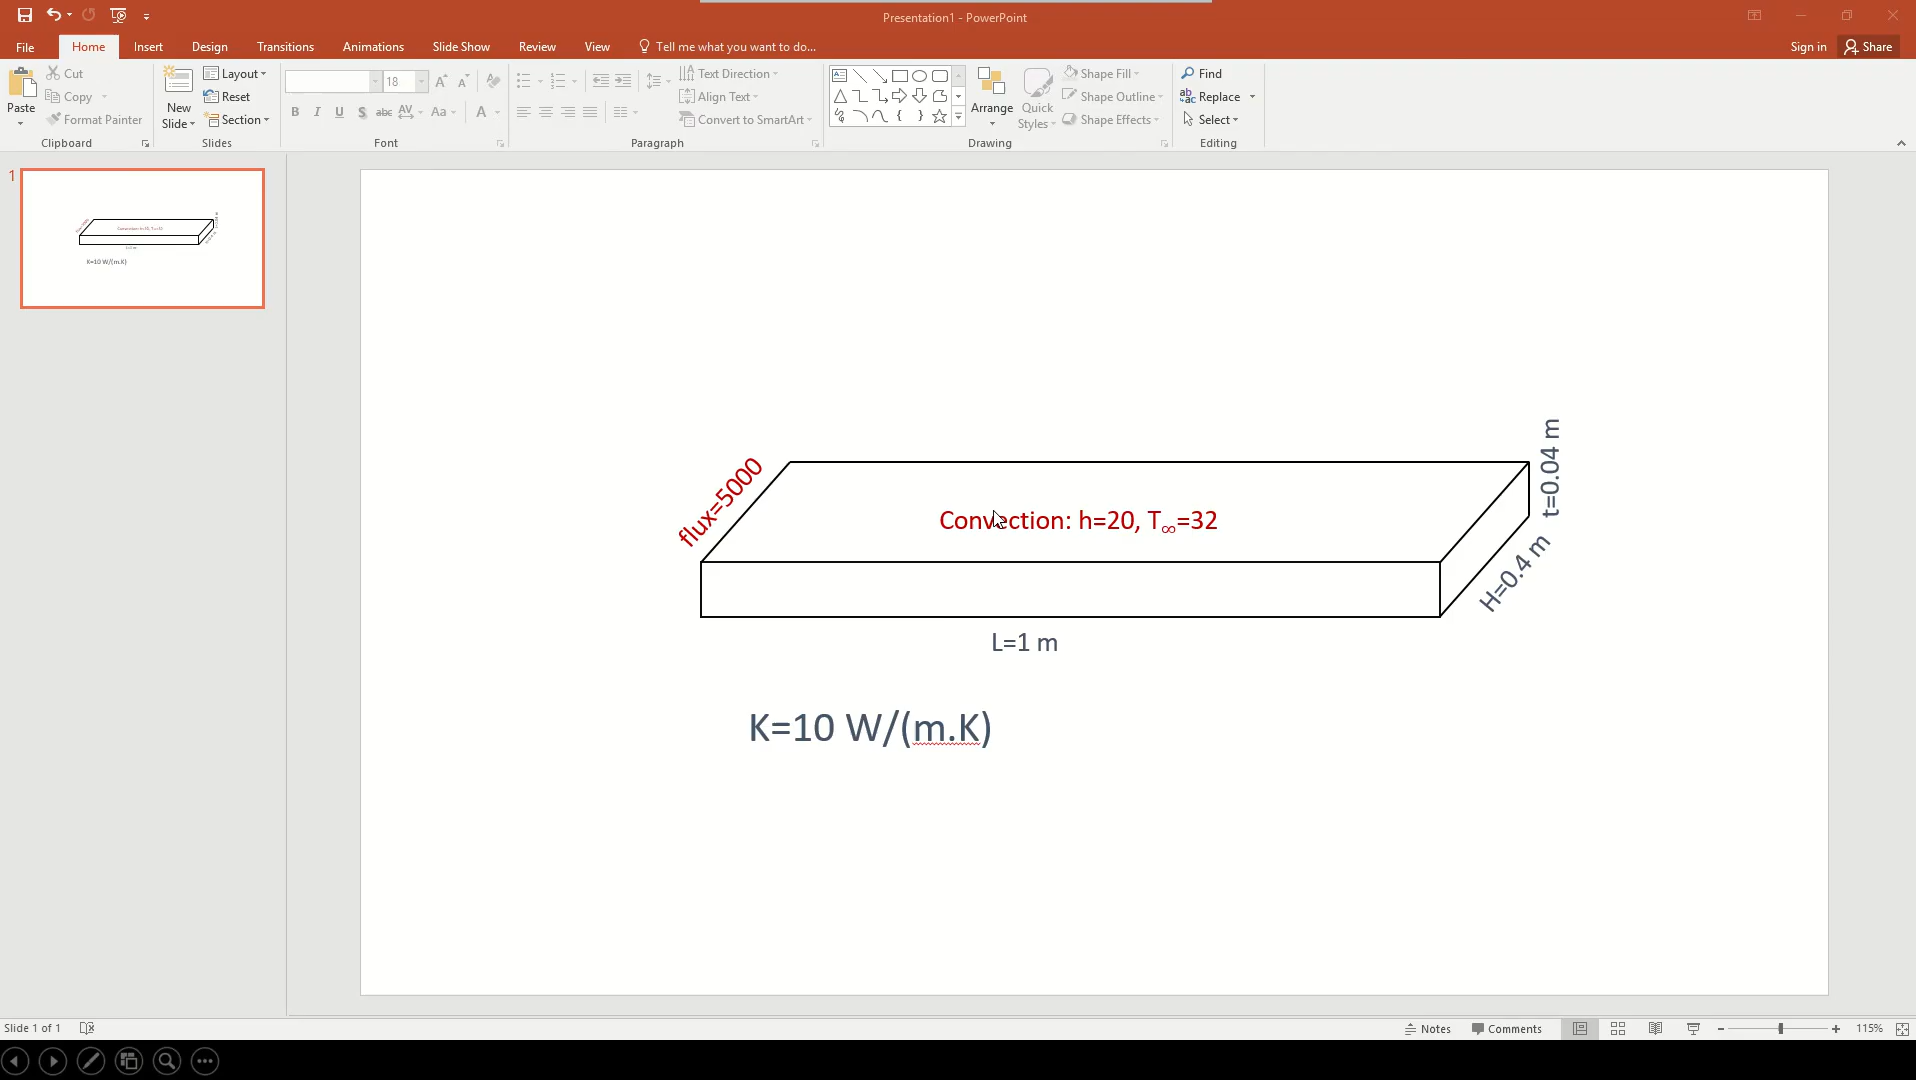 Presentation1 - PowerPoint
File Home Insert Design Transitions Animations Slide Show Review View Tell me what you want to do... Sign in Share
Paste
Cut
Copy
Format Painter
Clipboard
New Slide
Layout
Reset
Section
Slides
18
B I U S abc AV Aa A
Font
Text Direction
Align Text
Convert to SmartArt
Paragraph
Arrange
Quick Styles
Shape Fill
Shape Outline
Shape Effects
Drawing
Find
Replace
Select
Editing
1
K=10 W/(m.K)
flux=5000
Convection: h=20, T∞=32
t=0.04 m
H=0.4 m
L=1 m
K=10 W/(m.K)
Slide 1 of 1
Notes
Comments
115%